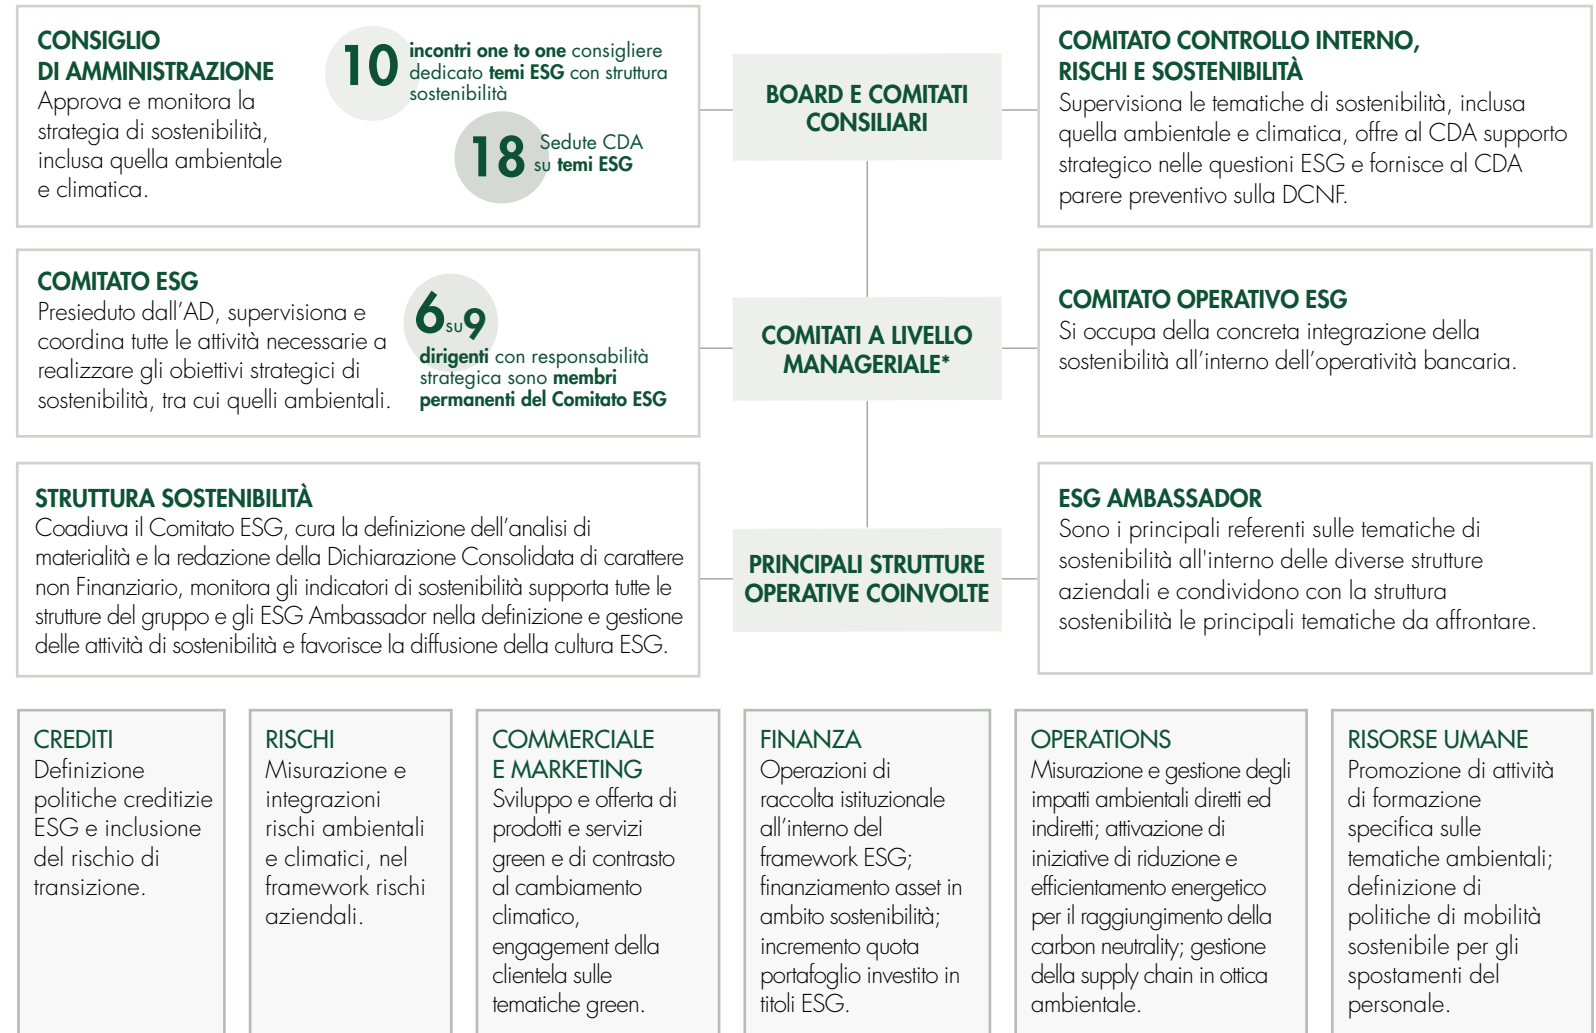 CONSIGLIO
DI AMMINISTRAZIONE
Approva e monitora la
strategia di sostenibilità,
inclusa quella ambientale
e climatica.
10
incontri one to one consigliere
dedicato temi ESG con struttura
sostenibilità
18
Sedute CDA
su temi ESG
BOARD E COMITATI
CONSILIARI
COMITATO CONTROLLO INTERNO,
RISCHI E SOSTENIBILITÀ
Supervisiona le tematiche di sostenibilità, inclusa
quella ambientale e climatica, offre al CDA supporto
strategico nelle questioni ESG e fornisce al CDA
parere preventivo sulla DCNF.
COMITATO ESG
Presieduto dall'AD, supervisiona e
coordina tutte le attività necessarie a
realizzare gli obiettivi strategici di
sostenibilità, tra cui quelli ambientali.
6 su 9
dirigenti con responsabilità
strategica sono membri
permanenti del Comitato ESG
COMITATI A LIVELLO
MANAGERIALE*
COMITATO OPERATIVO ESG
Si occupa della concreta integrazione della
sostenibilità all'interno dell'operatività bancaria.
STRUTTURA SOSTENIBILITÀ
Coadiuva il Comitato ESG, cura la definizione dell'analisi di
materialità e la redazione della Dichiarazione Consolidata di carattere
non Finanziario, monitora gli indicatori di sostenibilità supporta tutte le
strutture del gruppo e gli ESG Ambassador nella definizione e gestione
delle attività di sostenibilità e favorisce la diffusione della cultura ESG.
PRINCIPALI STRUTTURE
OPERATIVE COINVOLTE
ESG AMBASSADOR
Sono i principali referenti sulle tematiche di
sostenibilità all'interno delle diverse strutture
aziendali e condividono con la struttura
sostenibilità le principali tematiche da affrontare.
CREDITI
Definizione
politiche creditizie
ESG e inclusione
del rischio di
transizione.
RISCHI
Misurazione e
integrazioni
rischi ambientali
e climatici, nel
framework rischi
aziendali.
COMMERCIALE
E MARKETING
Sviluppo e offerta di
prodotti e servizi
green e di contrasto
al cambiamento
climatico,
engagement della
clientela sulle
tematiche green.
FINANZA
Operazioni di
raccolta istituzionale
all'interno del
framework ESG;
finanziamento asset in
ambito sostenibilità;
incremento quota
portafoglio investito in
titoli ESG.
OPERATIONS
Misurazione e gestione degli
impatti ambientali diretti ed
indiretti; attivazione di
iniziative di riduzione e
efficientamento energetico
per il raggiungimento della
carbon neutrality; gestione
della supply chain in ottica
ambientale.
RISORSE UMANE
Promozione di attività
di formazione
specifica sulle
tematiche ambientali;
definizione di
politiche di mobilità
sostenibile per gli
spostamenti del
personale.